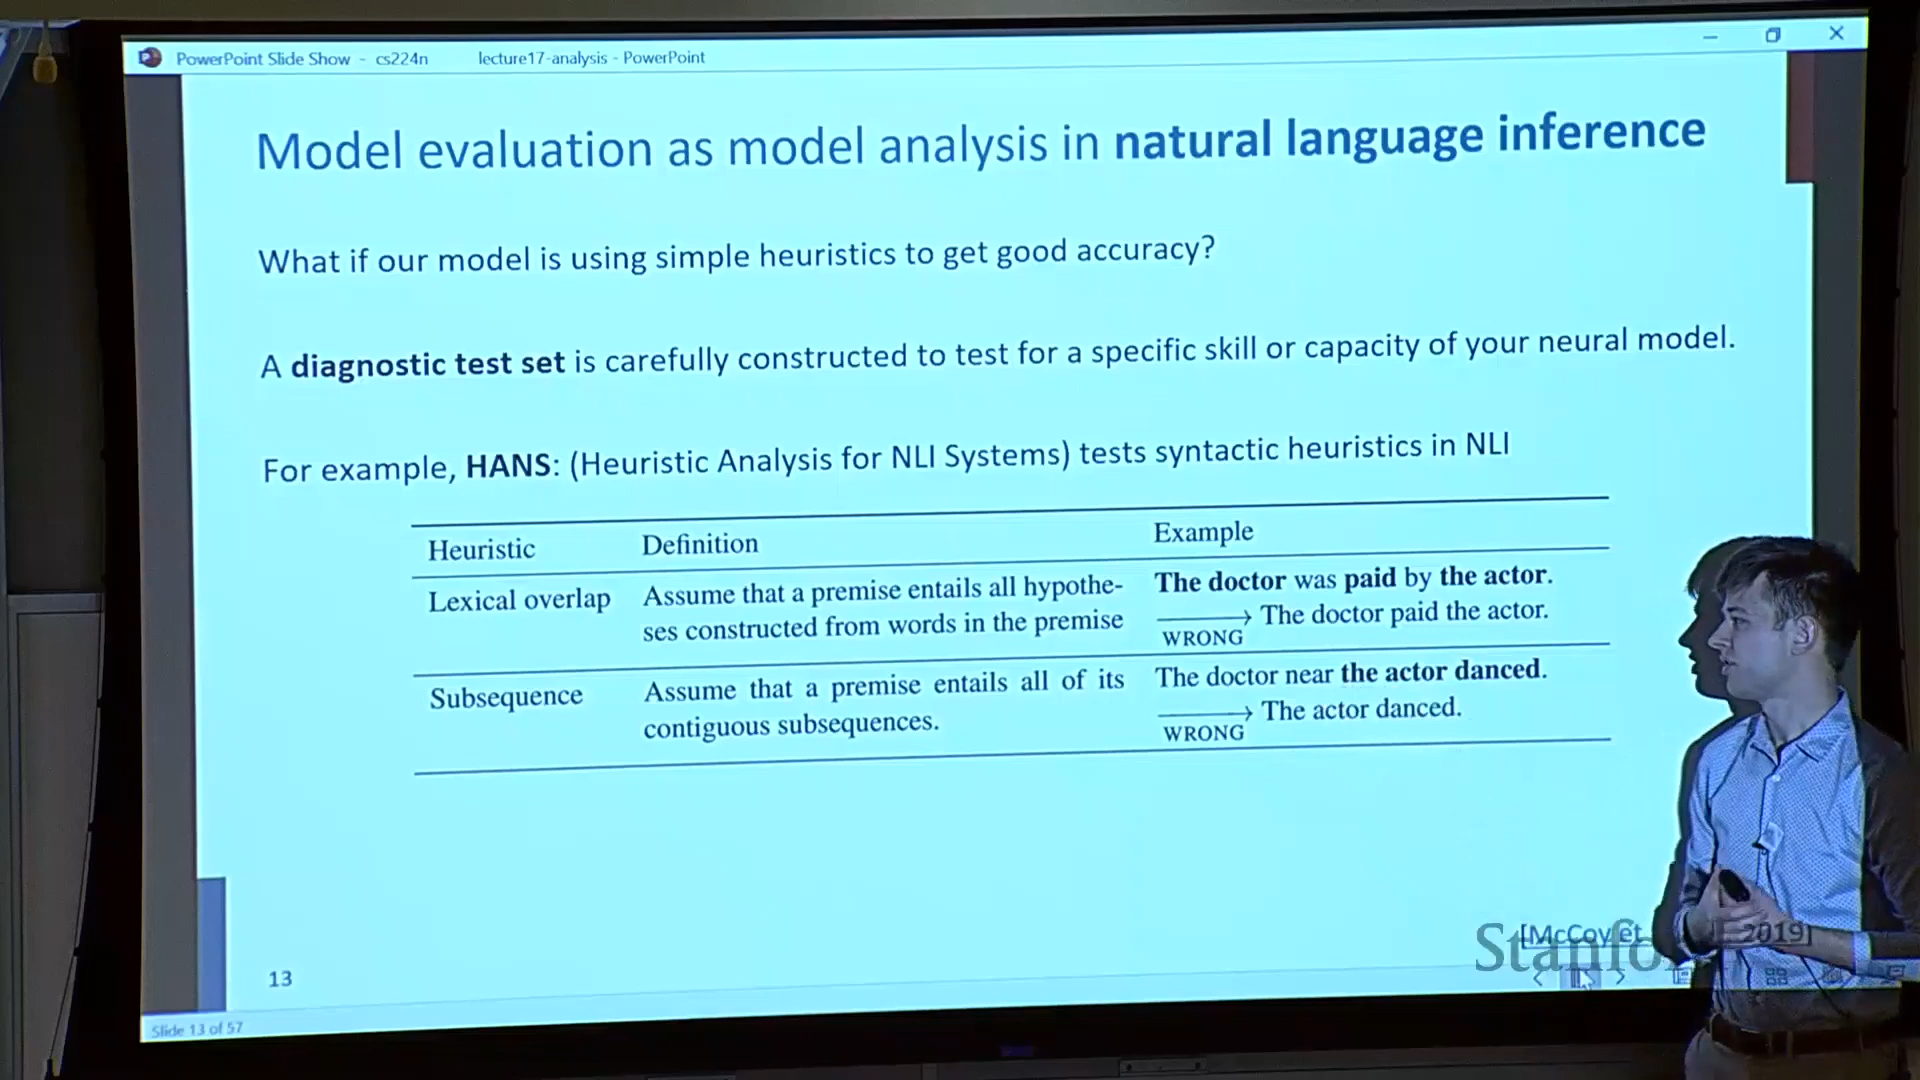 PowerPoint Slide Show - cs224n lecture17-analysis - PowerPoint
Model evaluation as model analysis in natural language inference
What if our model is using simple heuristics to get good accuracy?
A diagnostic test set is carefully constructed to test for a specific skill or capacity of your neural model.
For example, HANS: (Heuristic Analysis for NLI Systems) tests syntactic heuristics in NLI
Heuristic Definition Example
Lexical overlap Assume that a premise entails all hypothe- The doctor was paid by the actor.
ses constructed from words in the premise → The doctor paid the actor.
WRONG
Subsequence Assume that a premise entails all of its The doctor near the actor danced.
contiguous subsequences. → The actor danced.
WRONG
[McCoy et 2019]
Stanfo
13
Slide 13 of 57